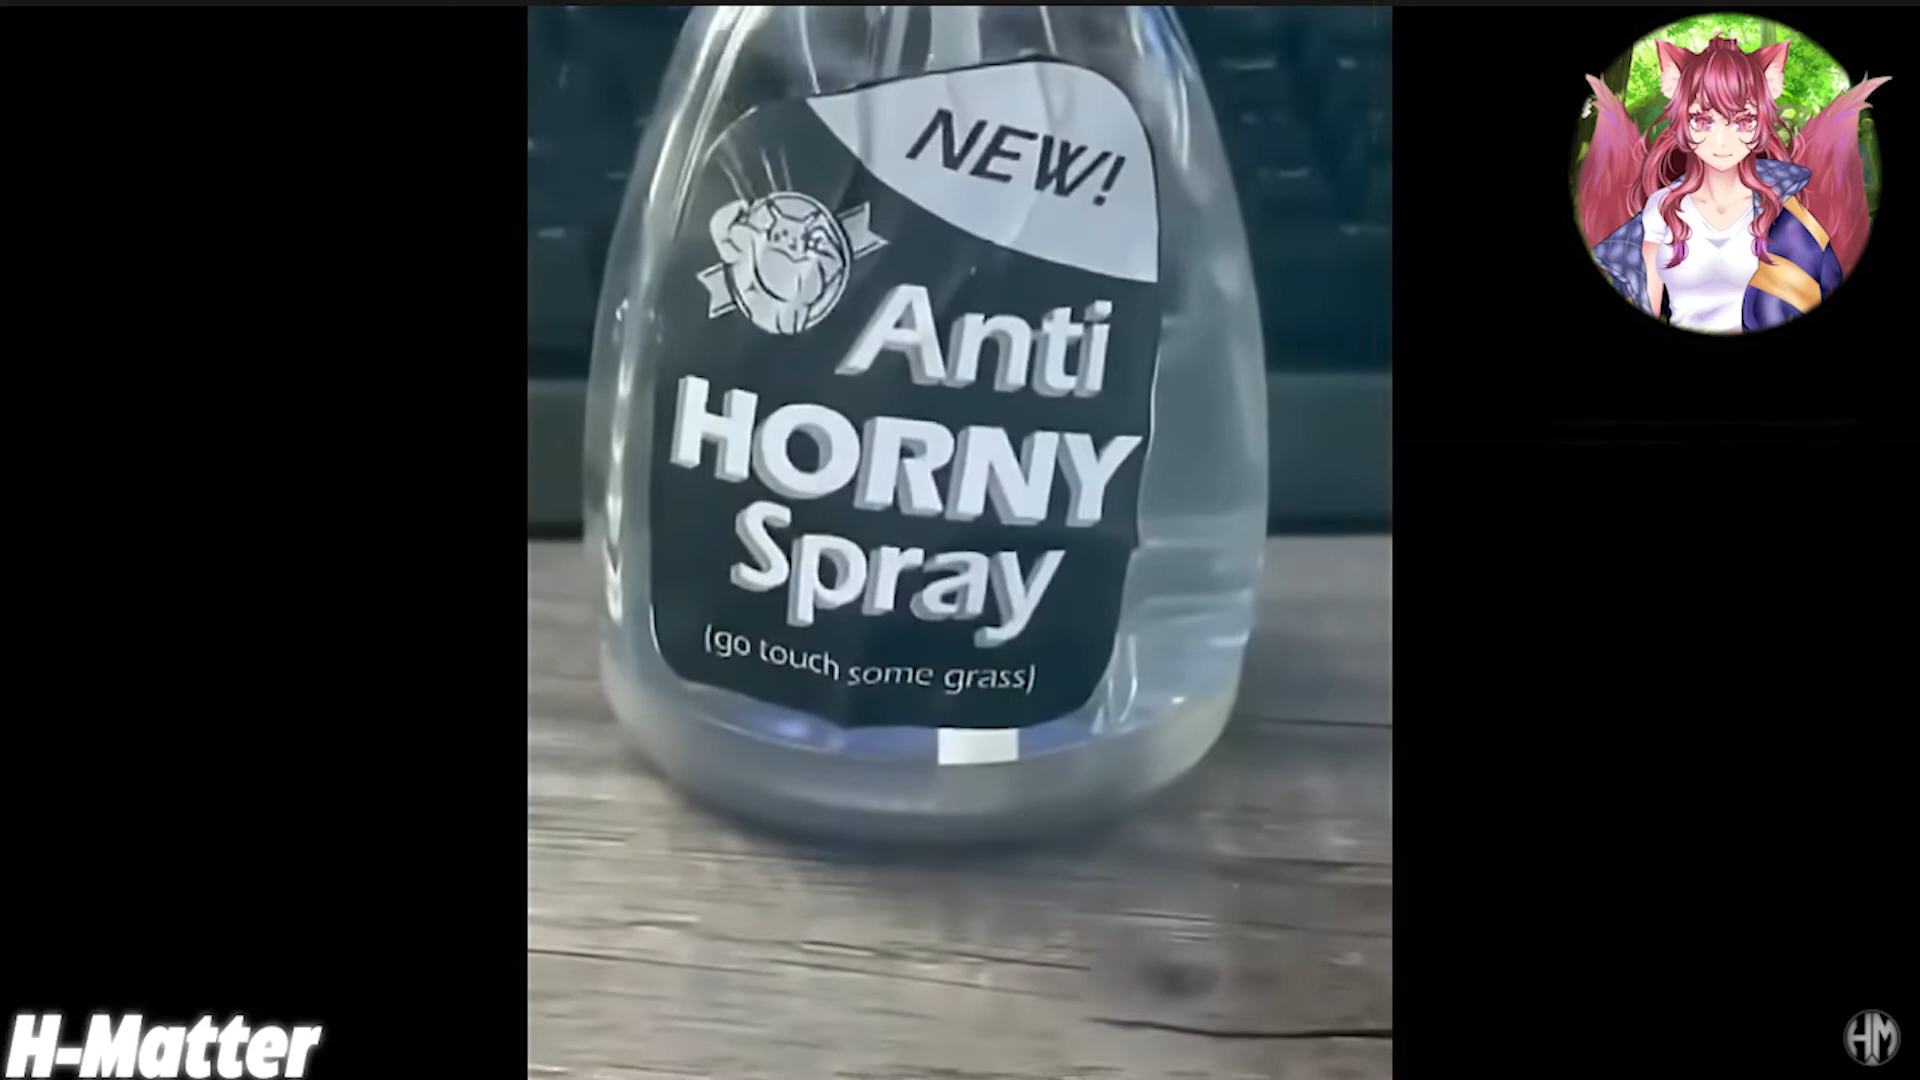 NEW!
Anti
HORNY
Spray
(go touch some grass)
H-Matter
HM